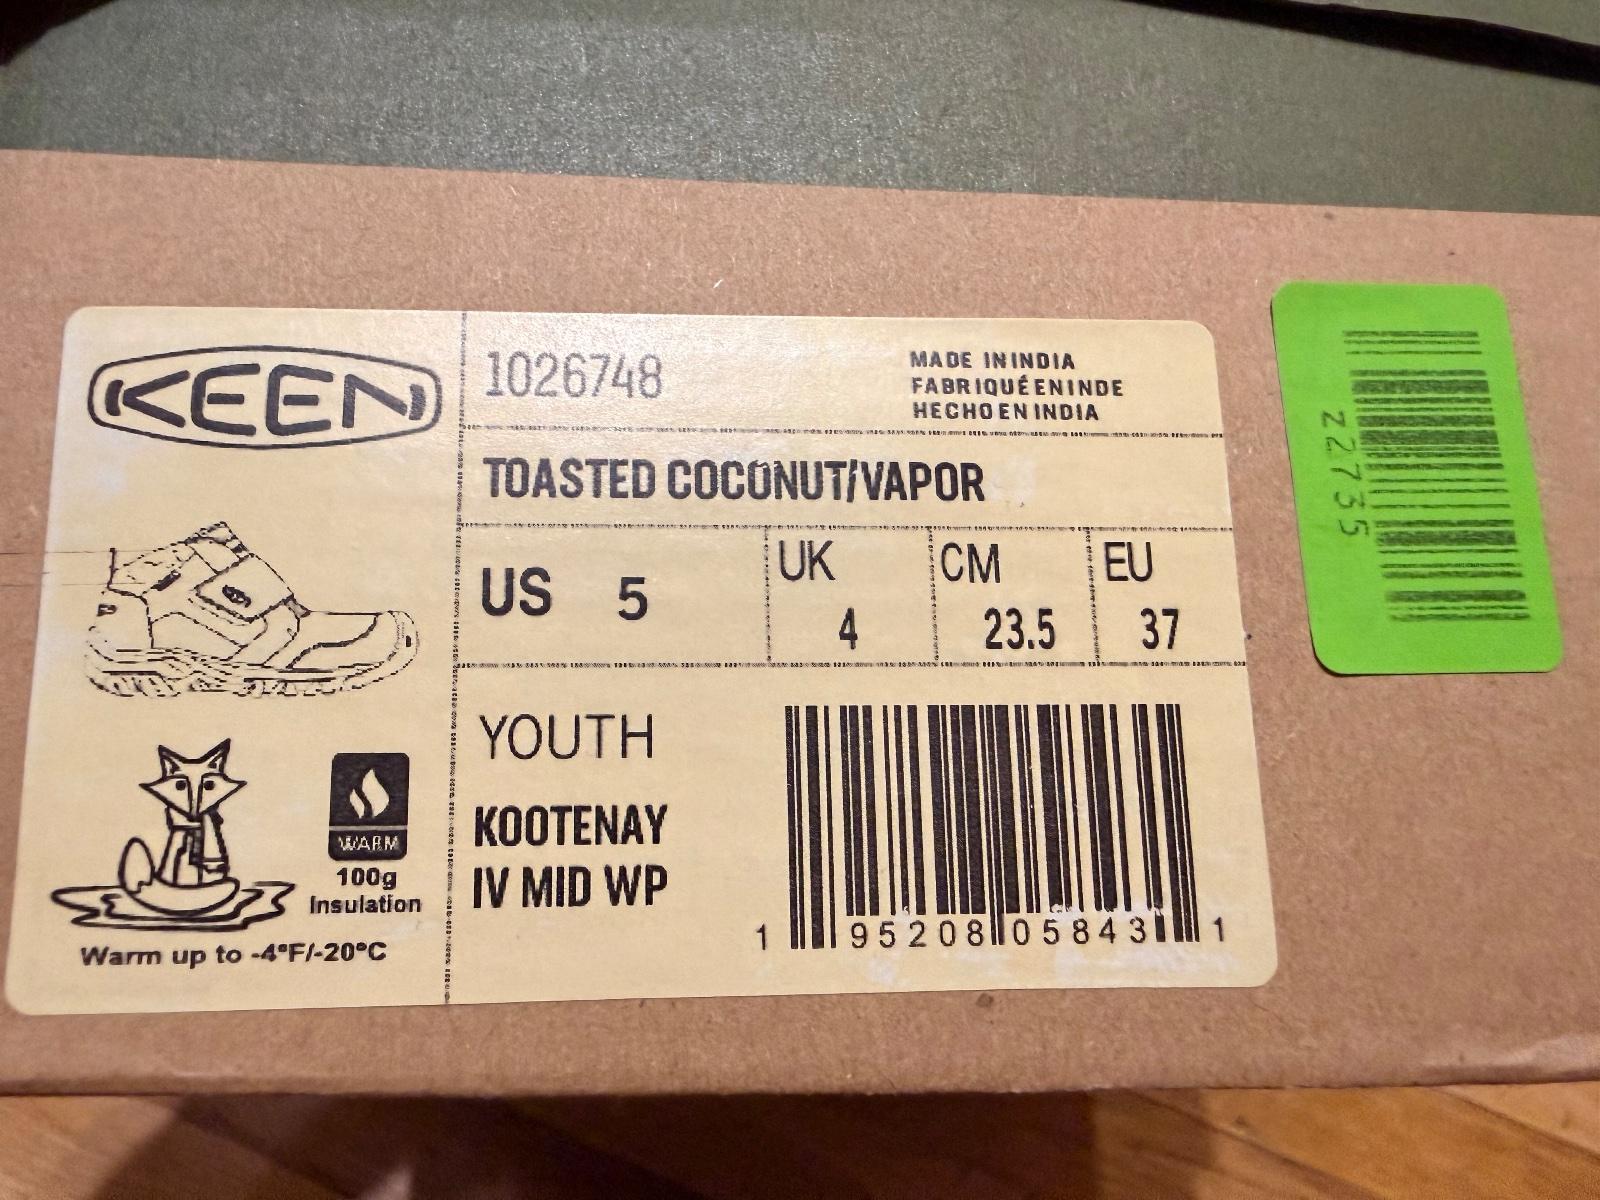 KEEN
1026748
MADE IN INDIA
FABRIQUÉ EN INDE
HECHO EN INDIA
TOASTED COCONUT/VAPOR
US 5
UK 4
CM 23.5
EU 37
YOUTH
KOOTENAY
IV MID WP
1 95208 05843 1
WARM
100g
Insulation
Warm up to -4°F/-20°C
z2735